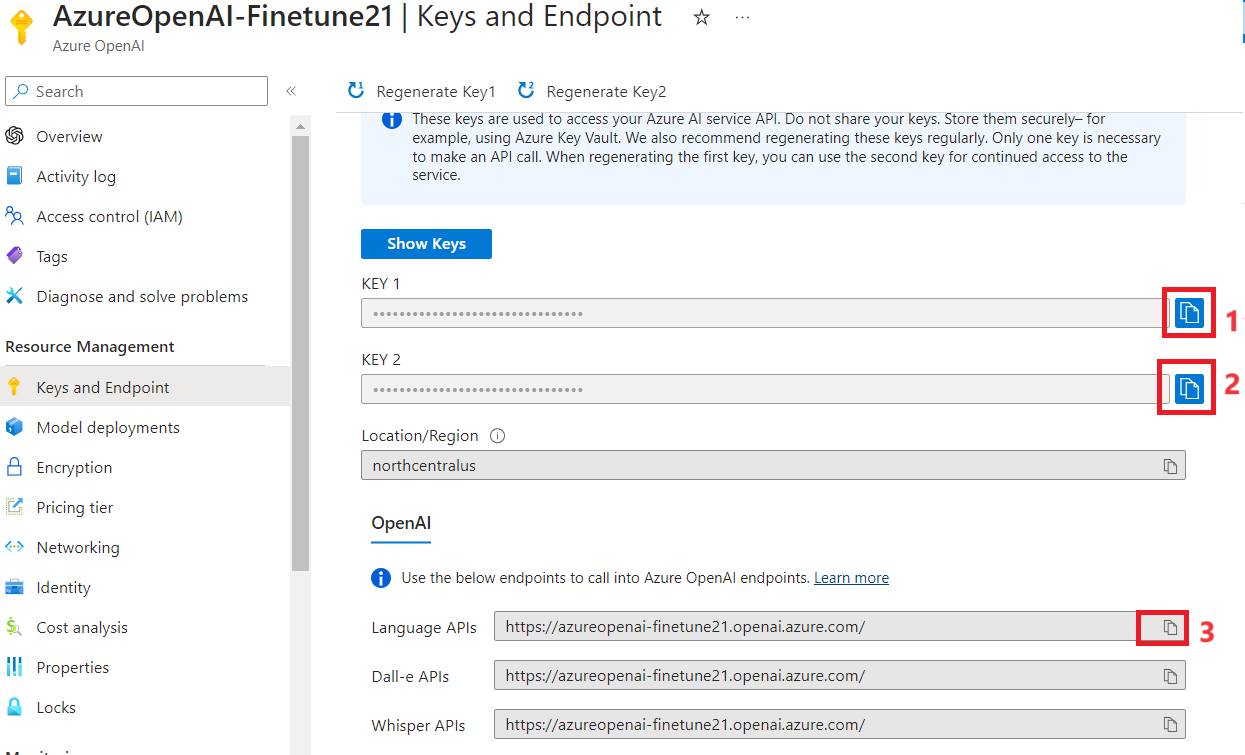 AzureOpenAI-Finetune21 | Keys and Endpoint
Azure OpenAI
Search
Overview
Activity log
Access control (IAM)
Tags
Diagnose and solve problems
Resource Management
Keys and Endpoint
Model deployments
Encryption
Pricing tier
Networking
Identity
Cost analysis
Properties
Locks
Regenerate Key1
Regenerate Key2
These keys are used to access your Azure AI service API. Do not share your keys. Store them securely– for
example, using Azure Key Vault. We also recommend regenerating these keys regularly. Only one key is necessary
to make an API call. When regenerating the first key, you can use the second key for continued access to the
service.
Show Keys
KEY 1
1
KEY 2
2
Location/Region
northcentralus
OpenAI
Use the below endpoints to call into Azure OpenAI endpoints. Learn more
Language APIs https://azureopenai-finetune21.openai.azure.com/
3
Dall-e APIs https://azureopenai-finetune21.openai.azure.com/
Whisper APIs https://azureopenai-finetune21.openai.azure.com/